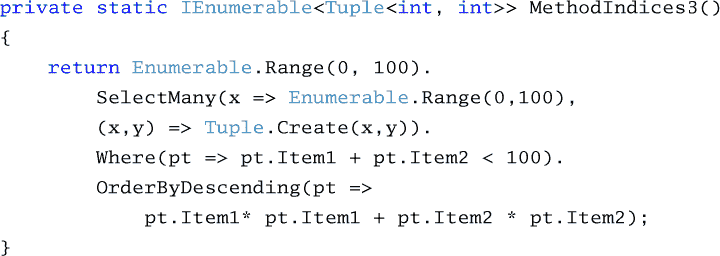 private static IEnumerable<Tuple<int, int>> MethodIndices3()
{
    return Enumerable.Range(0, 100).
        SelectMany(x => Enumerable.Range(0,100),
        (x,y) => Tuple.Create(x,y)).
        Where(pt => pt.Item1 + pt.Item2 < 100).
        OrderByDescending(pt =>
            pt.Item1* pt.Item1 + pt.Item2 * pt.Item2);
}